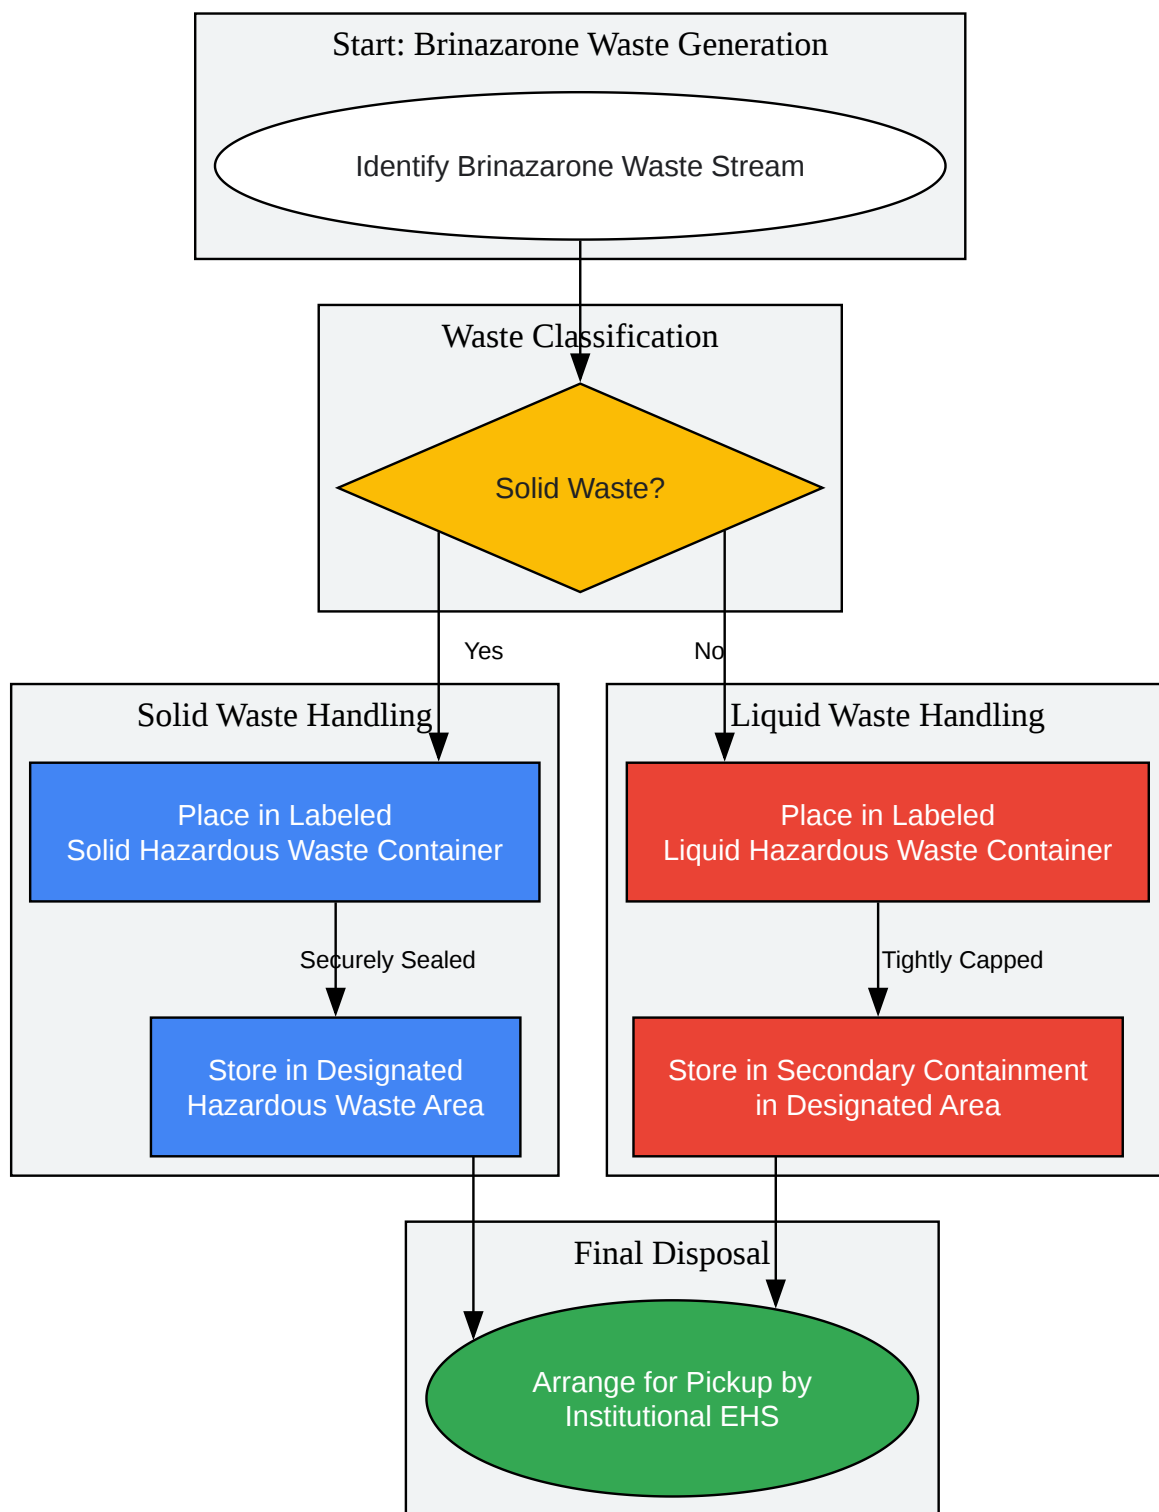 Start: Brinazarone Waste Generation
Identify Brinazarone Waste Stream
Waste Classification
Solid Waste?
Yes
No
Solid Waste Handling
Place in Labeled
Solid Hazardous Waste Container
Securely Sealed
Store in Designated
Hazardous Waste Area
Liquid Waste Handling
Place in Labeled
Liquid Hazardous Waste Container
Tightly Capped
Store in Secondary Containment
in Designated Area
Final Disposal
Arrange for Pickup by
Institutional EHS